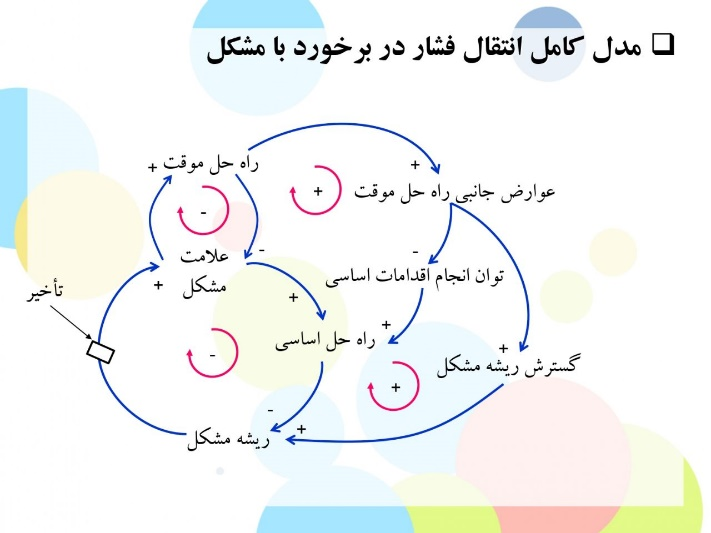 ❑ مدل کامل انتقال فشار در برخورد با مشکل
+ راه حل موقت
+
عوارض جانبی راه حل موقت
+
-
-
-
علامت
مشکل
+
توان انجام اقدامات اساسی
تأخیر
+
+
راه حل اساسی
+
گسترش ریشه مشکل
-
+
-
ریشه مشکل
+